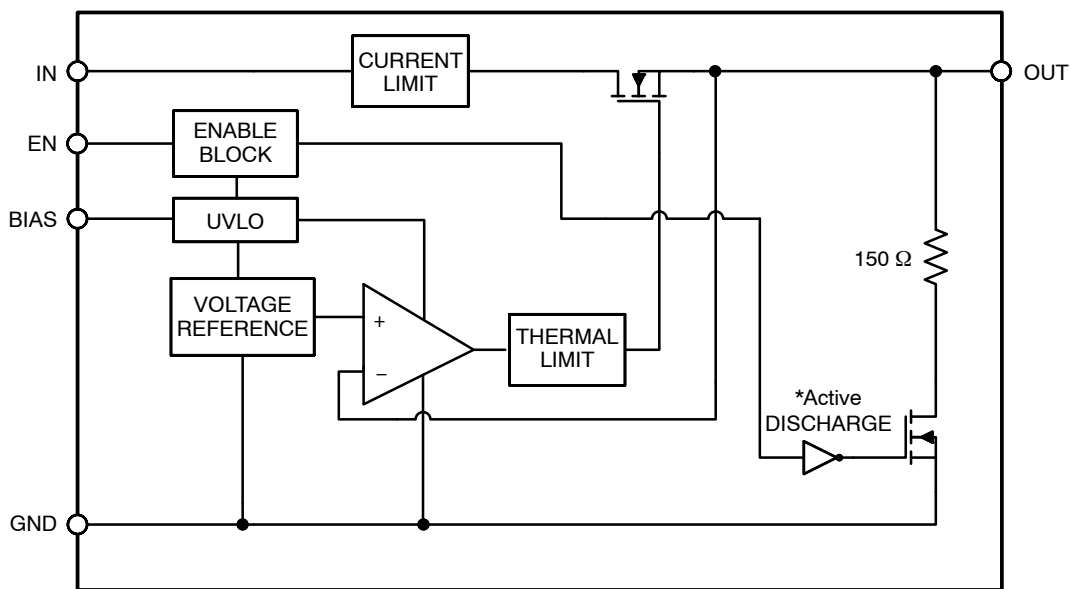 IN
CURRENT
LIMIT
OUT
EN
ENABLE
BLOCK
BIAS
UVLO
150 Ω
VOLTAGE
REFERENCE
+
−
THERMAL
LIMIT
*Active
DISCHARGE
GND